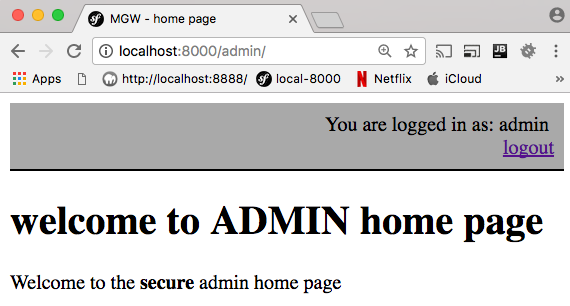 MGW - home page
localhost:8000/admin/
Apps http://localhost:8888/ local-8000 Netflix iCloud »
You are logged in as: admin
logout
welcome to ADMIN home page
Welcome to the secure admin home page